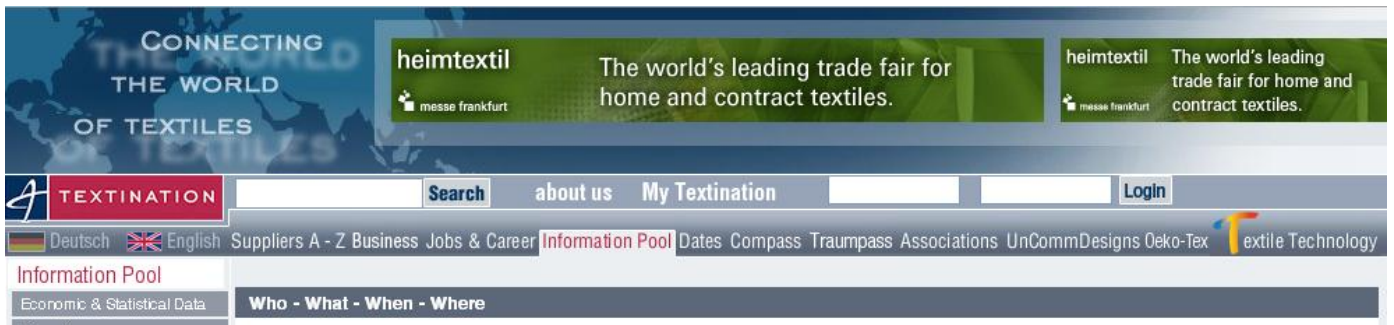 CONNECTING
THE WORLD
OF TEXTILES
heimtextil
messe frankfurt
The world's leading trade fair for
home and contract textiles.
heimtextil
messe frankfurt
The world's leading
trade fair for home and
contract textiles.
TEXTINATION Search about us My Textination Login
Deutsch English Suppliers A - Z Business Jobs & Career Information Pool Dates Compass Traumpass Associations UnCommDesigns Oeko-Tex Textile Technology
Information Pool
Economic & Statistical Data
Who - What - When - Where